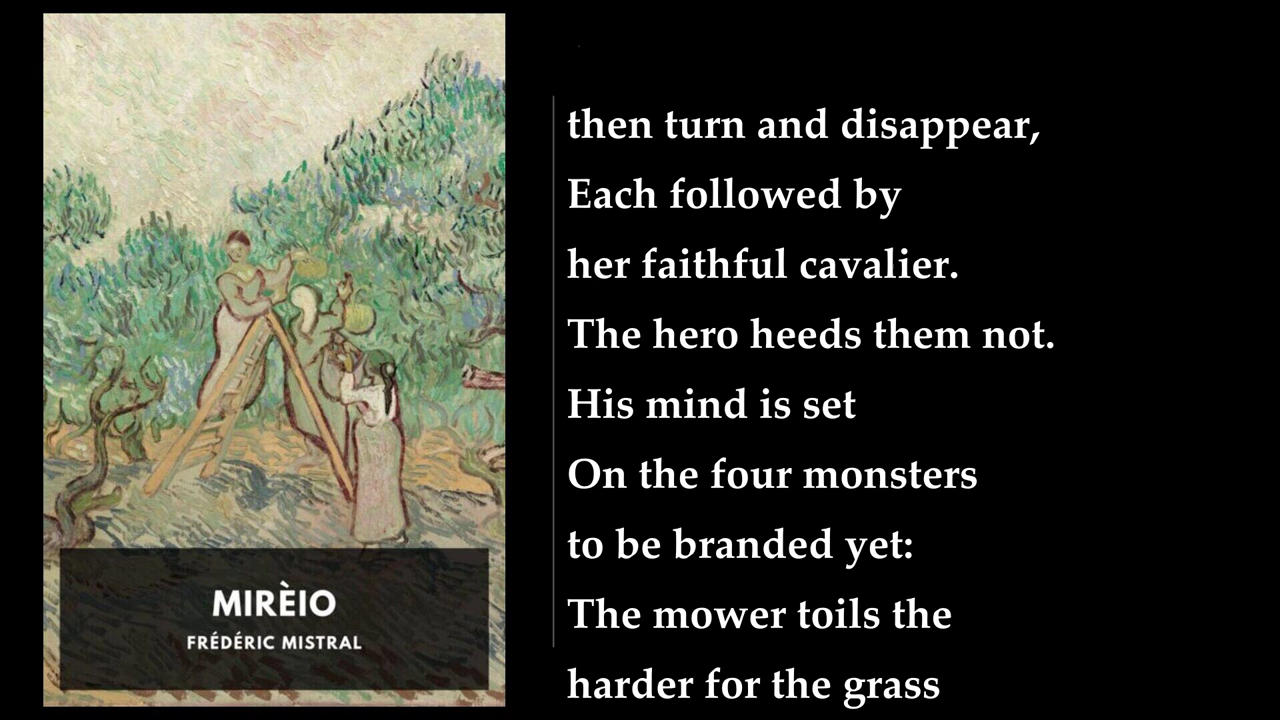 MIRÈIO
FRÉDÉRIC MISTRAL
then turn and disappear,
Each followed by
her faithful cavalier.
The hero heeds them not.
His mind is set
On the four monsters
to be branded yet:
The mower toils the
harder for the grass